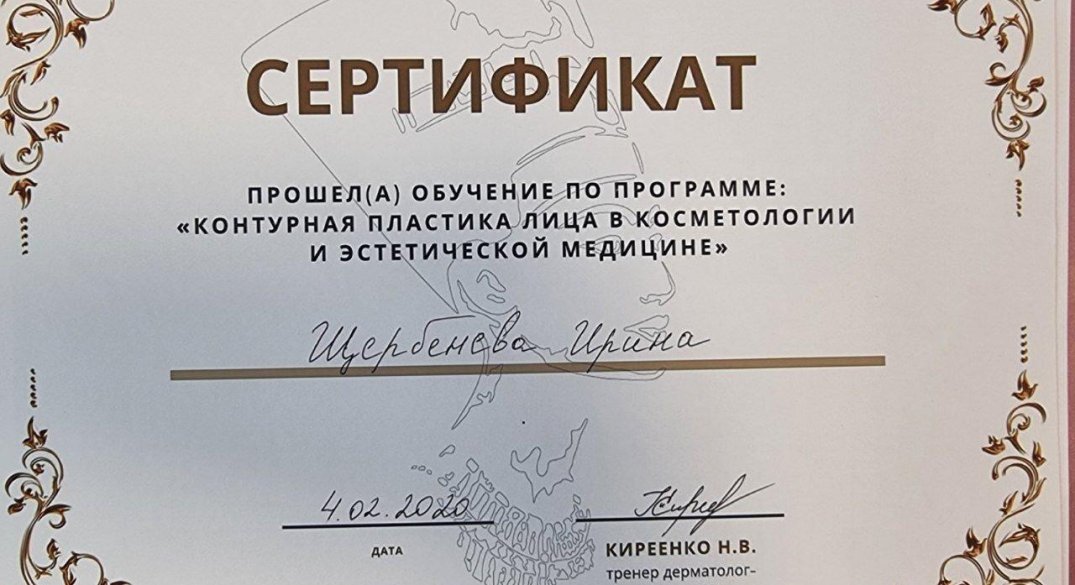 СЕРТИФИКАТ
ПРОШЕЛ(А) ОБУЧЕНИЕ ПО ПРОГРАММЕ:
«КОНТУРНАЯ ПЛАСТИКА ЛИЦА В КОСМЕТОЛОГИИ
И ЭСТЕТИЧЕСКОЙ МЕДИЦИНЕ»
Щербенева Ирина
4.02.2020
ДАТА
КИРЕЕНКО Н.В.
тренер дерматолог-